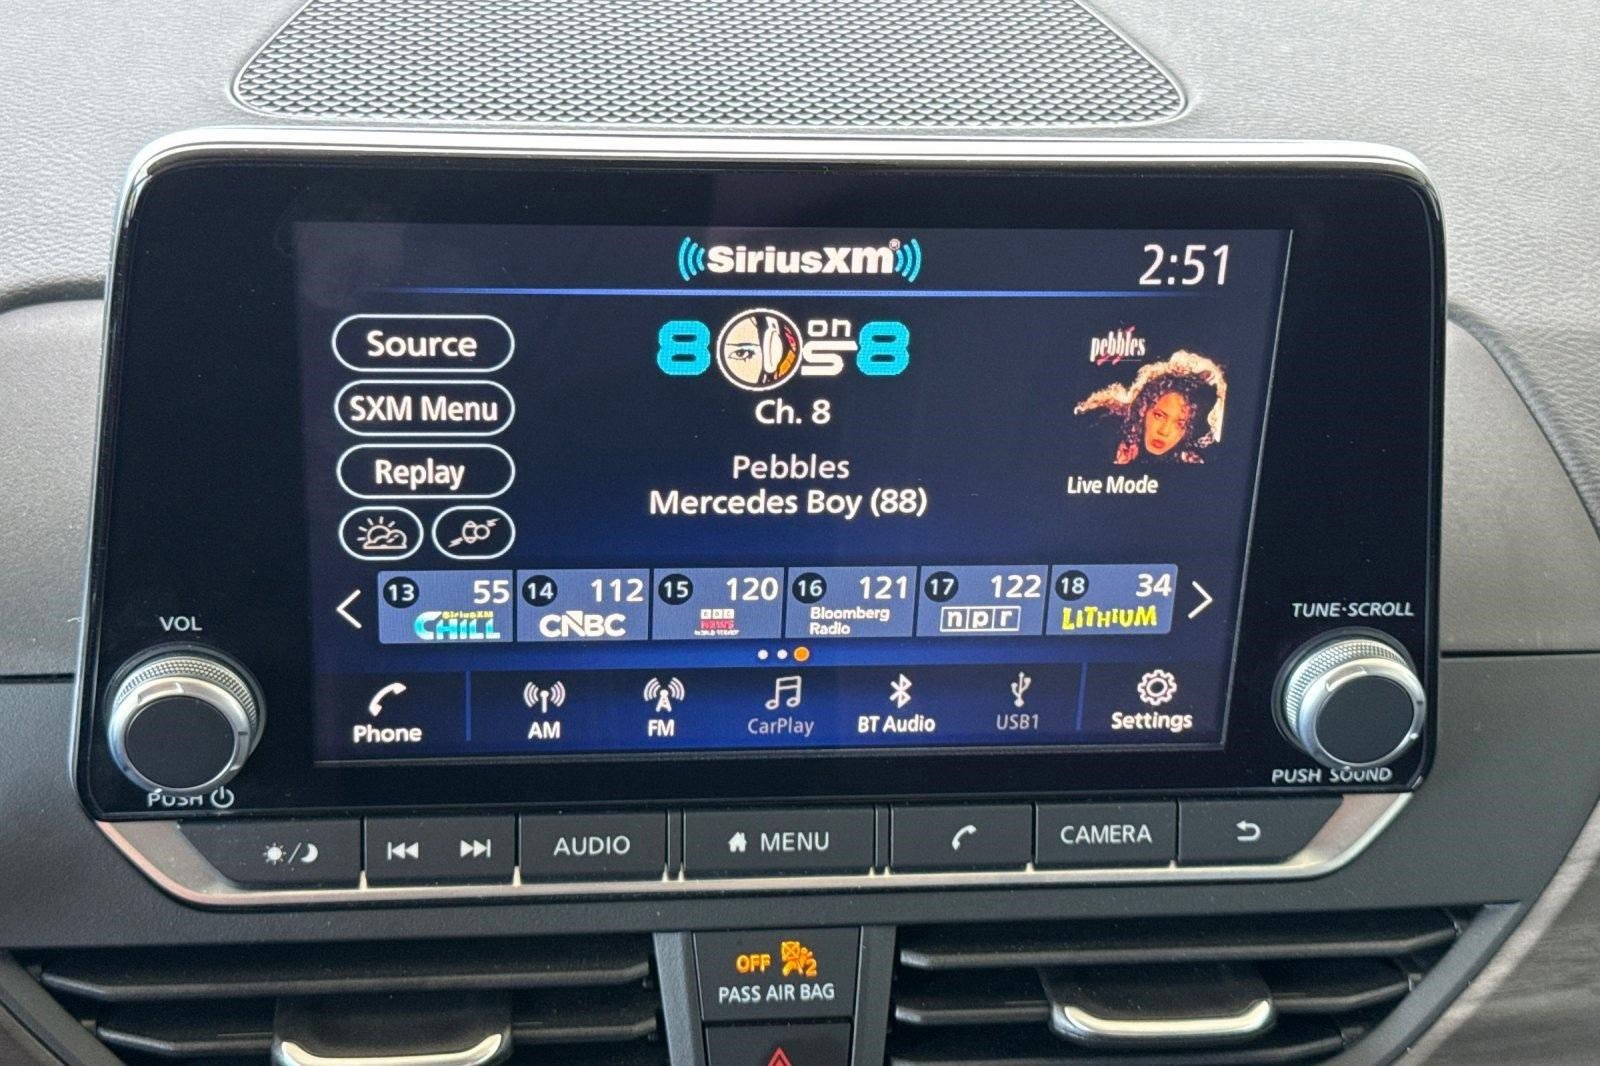 SiriusXM®
2:51
8 on 8
Ch. 8
Pebbles
Mercedes Boy (88)
pebbles
Live Mode
Source
SXM Menu
Replay
13 55 SiriusXM CHILL
14 112 CNBC
15 120 BBC NEWS WORLD SERVICE
16 121 Bloomberg Radio
17 122 npr
18 34 LiTHiUM
Phone AM FM CarPlay BT Audio USB1 Settings
VOL
PUSH
TUNE·SCROLL
PUSH SOUND
AUDIO MENU CAMERA
OFF 2
PASS AIR BAG